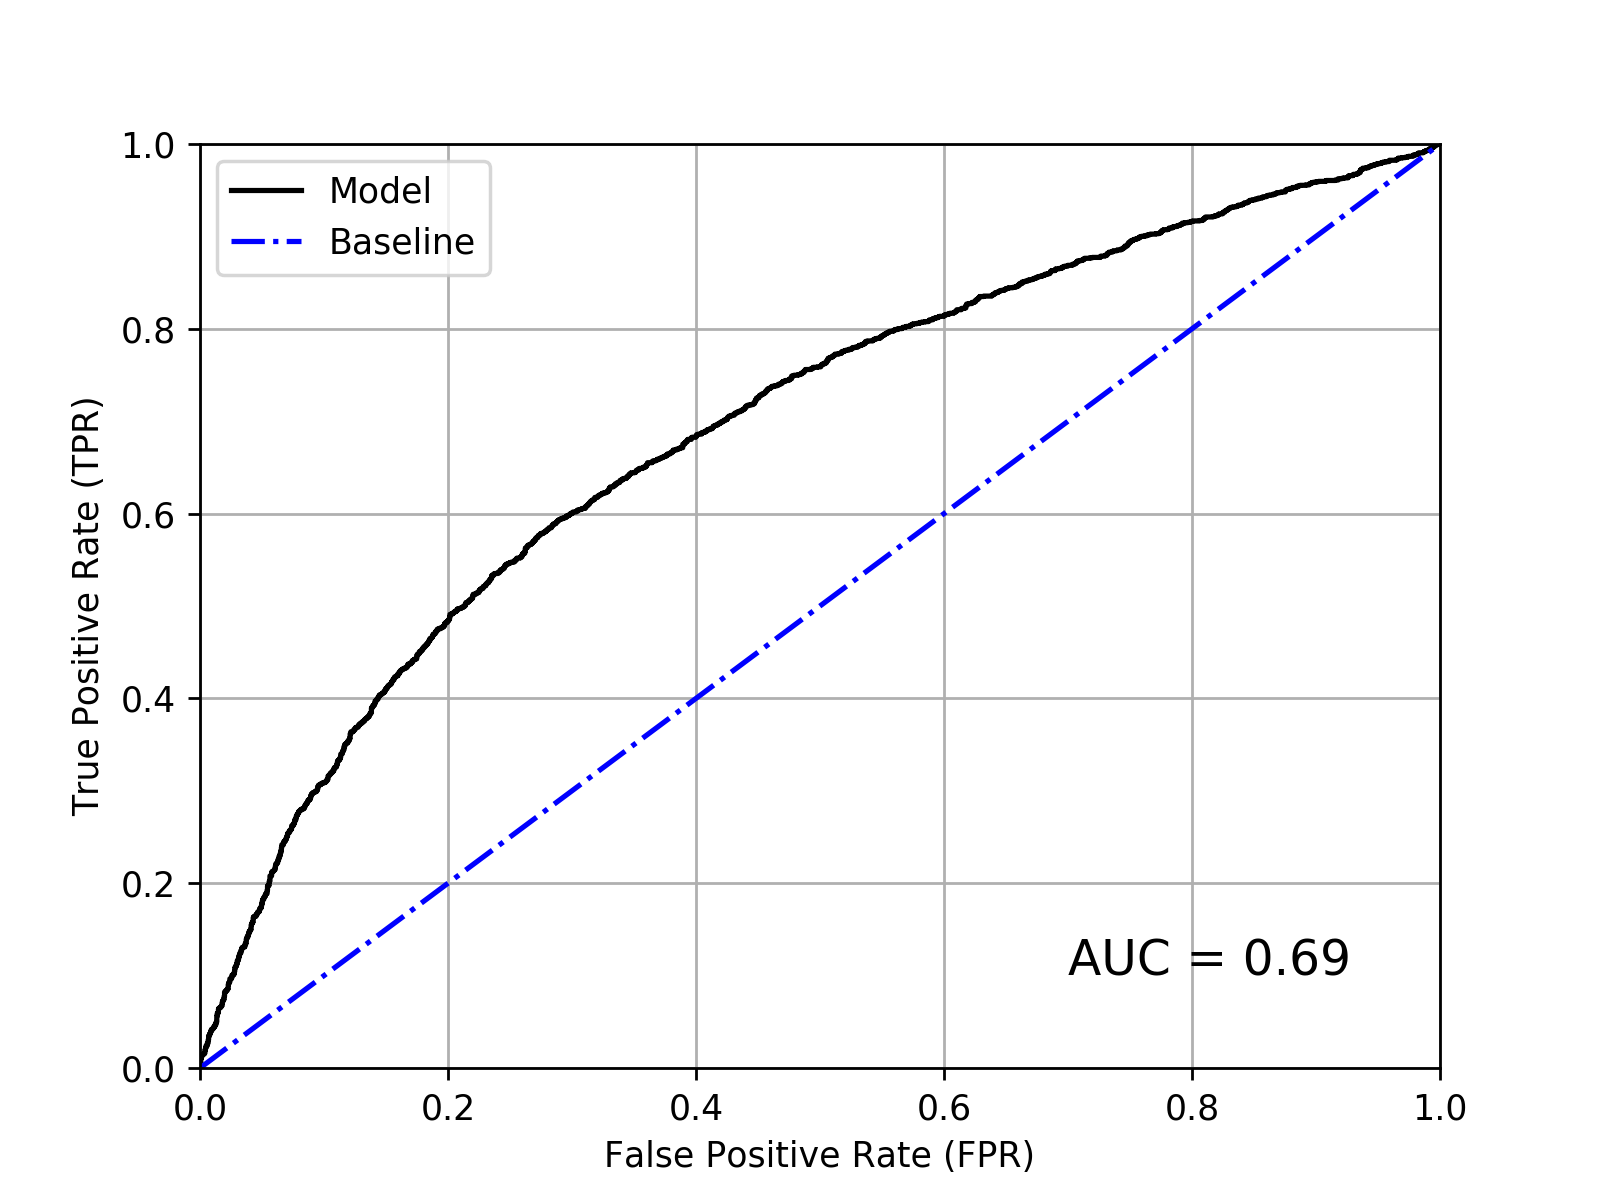 Model
Baseline
1.0
0.8
0.6
0.4
0.2
0.0
True Positive Rate (TPR)
AUC = 0.69
0.0 0.2 0.4 0.6 0.8 1.0
False Positive Rate (FPR)